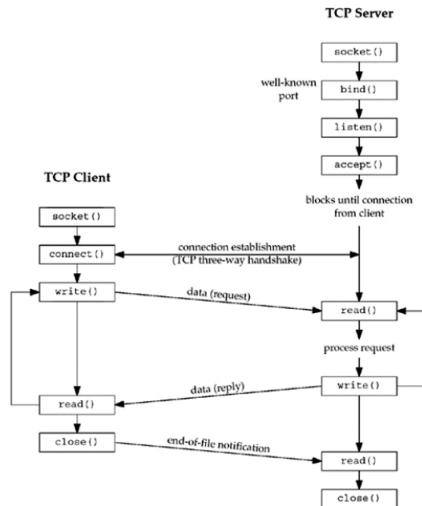 TCP Server
socket()
well-known
port
bind()
listen()
accept()
TCP Client
blocks until connection
from client
socket()
connect()
connection establishment
(TCP three-way handshake)
write()
data (request)
read()
process request
data (reply)
write()
read()
close()
end-of-file notification
read()
close()